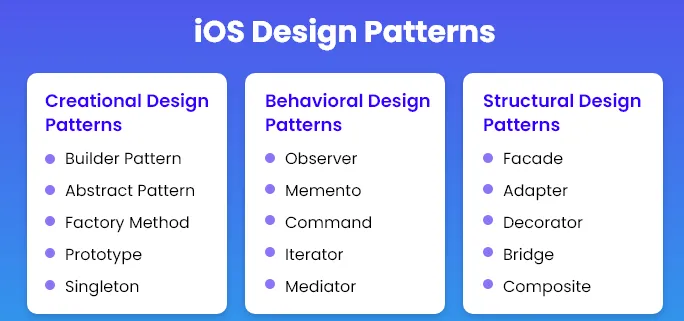 iOS Design Patterns
Creational Design
Patterns
Builder Pattern
Abstract Pattern
Factory Method
Prototype
Singleton
Behavioral Design
Patterns
Observer
Memento
Command
Iterator
Mediator
Structural Design
Patterns
Facade
Adapter
Decorator
Bridge
Composite